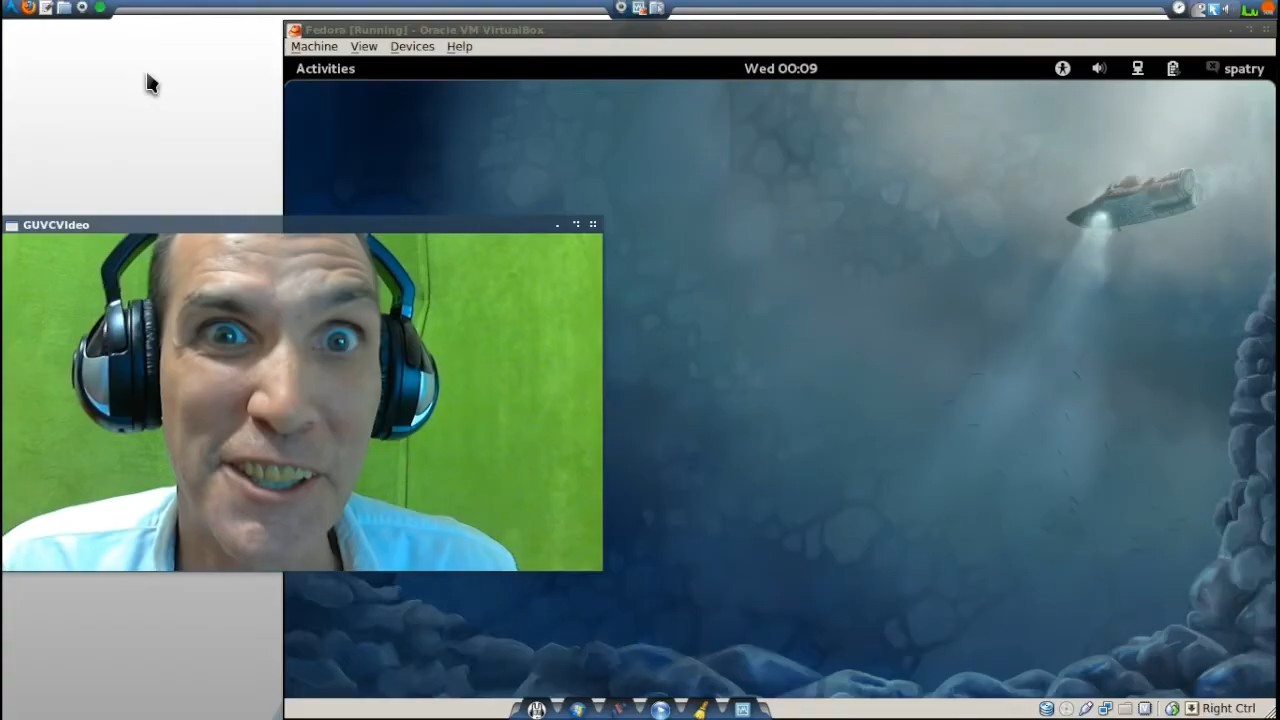 Fedora [Running] - Oracle VM VirtualBox
Machine View Devices Help
Activities Wed 00:09 spatry
GUVCVIdeo
Right Ctrl